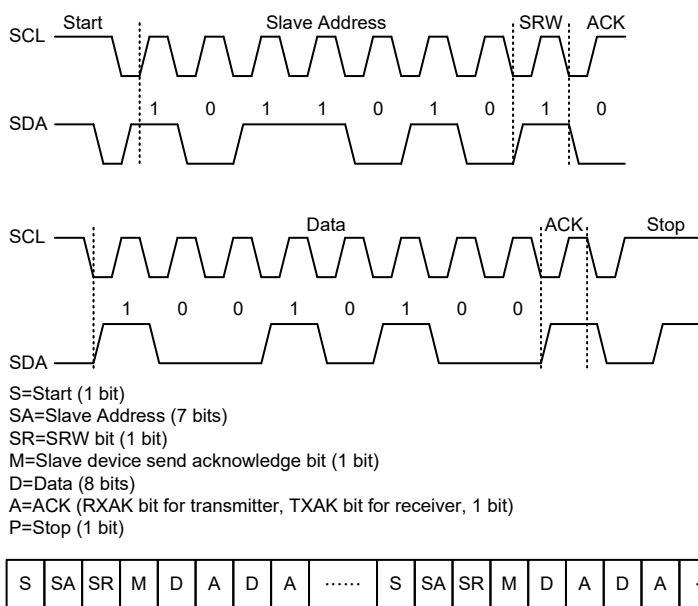 Start Slave Address SRW ACK
SCL
1 0 1 1 0 1 0 1 0
SDA
SCL Data ACK Stop
1 0 0 1 0 1 0 0
SDA
S=Start (1 bit)
SA=Slave Address (7 bits)
SR=SRW bit (1 bit)
M=Slave device send acknowledge bit (1 bit)
D=Data (8 bits)
A=ACK (RXAK bit for transmitter, TXAK bit for receiver, 1 bit)
P=Stop (1 bit)
S SA SR M D A D A ...... S SA SR M D A D A